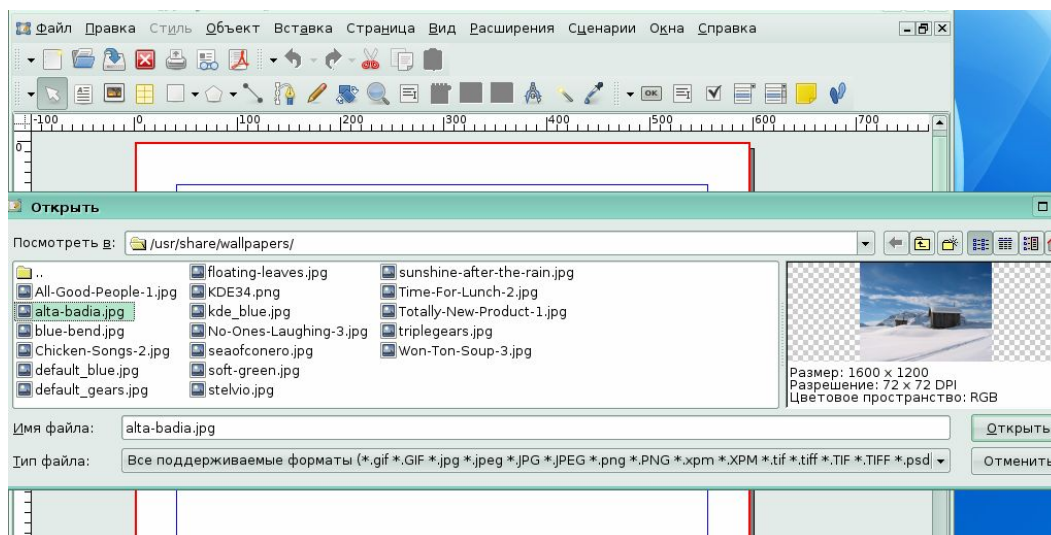 Файл Правка Стиль Объект Вставка Страница Вид Расширения Сценарии Окна Справка
OK
-100 0 100 200 300 400 500 600 700
0
Открыть
Посмотреть в: /usr/share/wallpapers/
..
All-Good-People-1.jpg
alta-badia.jpg
blue-bend.jpg
Chicken-Songs-2.jpg
default_blue.jpg
default_gears.jpg
floating-leaves.jpg
KDE34.png
kde_blue.jpg
No-Ones-Laughing-3.jpg
seaofconero.jpg
soft-green.jpg
stelvio.jpg
sunshine-after-the-rain.jpg
Time-For-Lunch-2.jpg
Totally-New-Product-1.jpg
triplegears.jpg
Won-Ton-Soup-3.jpg
Размер: 1600 x 1200
Разрешение: 72 x 72 DPI
Цветовое пространство: RGB
Имя файла: alta-badia.jpg Открыть
Тип файла: Все поддерживаемые форматы (*.gif *.GIF *.jpg *.jpeg *.JPG *.JPEG *.png *.PNG *.xpm *.XPM *.tif *.tiff *.TIF *.TIFF *.psd Отменить